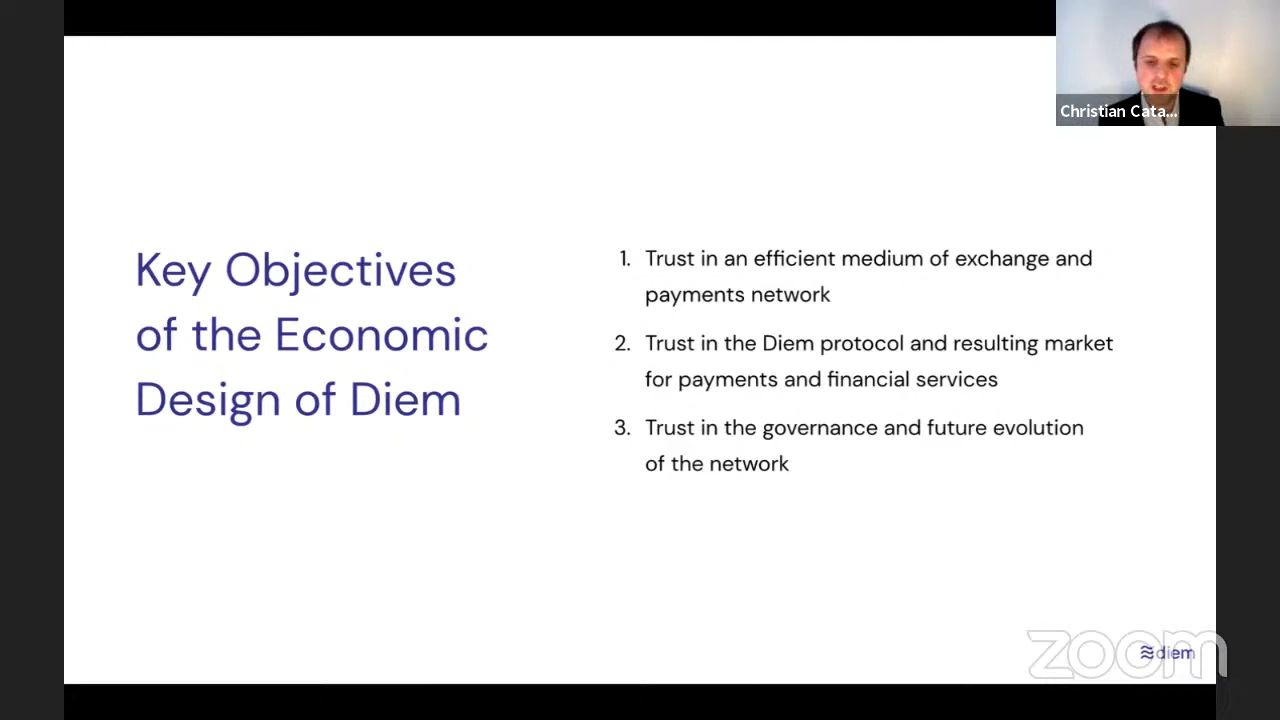 Christian Cata...
Key Objectives
of the Economic
Design of Diem
1. Trust in an efficient medium of exchange and
payments network
2. Trust in the Diem protocol and resulting market
for payments and financial services
3. Trust in the governance and future evolution
of the network
diem
zoom